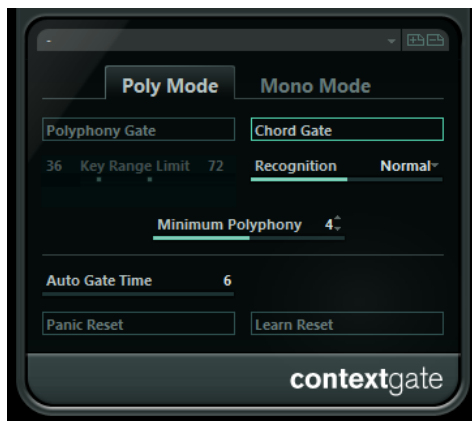 -
Poly Mode Mono Mode
Polyphony Gate Chord Gate
36 Key Range Limit 72 Recognition Normal
Minimum Polyphony 4
Auto Gate Time 6
Panic Reset Learn Reset
contextgate